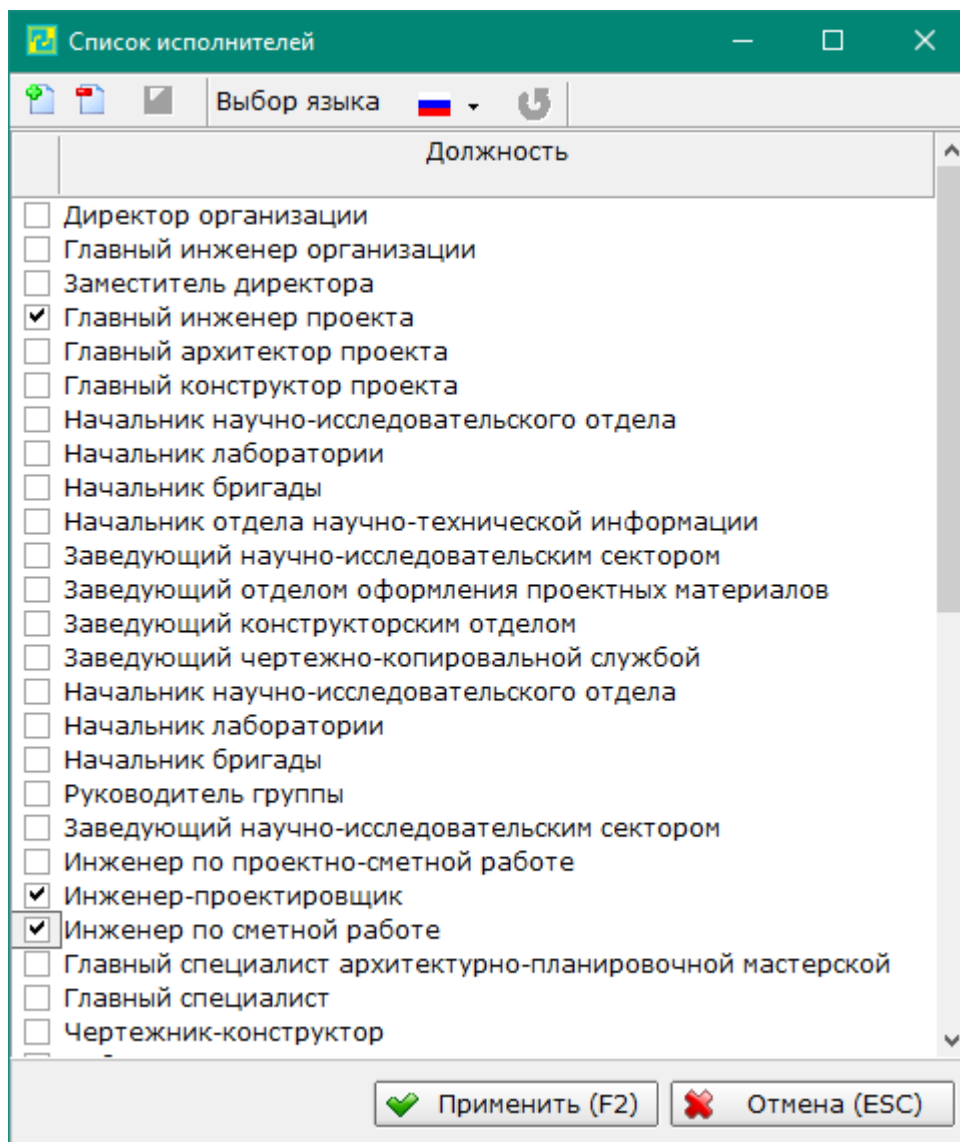 Список исполнителей
Выбор языка
Должность
Директор организации
Главный инженер организации
Заместитель директора
Главный инженер проекта
Главный архитектор проекта
Главный конструктор проекта
Начальник научно-исследовательского отдела
Начальник лаборатории
Начальник бригады
Начальник отдела научно-технической информации
Заведующий научно-исследовательским сектором
Заведующий отделом оформления проектных материалов
Заведующий конструкторским отделом
Заведующий чертежно-копировальной службой
Начальник научно-исследовательского отдела
Начальник лаборатории
Начальник бригады
Руководитель группы
Заведующий научно-исследовательским сектором
Инженер по проектно-сметной работе
Инженер-проектировщик
Инженер по сметной работе
Главный специалист архитектурно-планировочной мастерской
Главный специалист
Чертежник-конструктор
Применить (F2) Отмена (ESC)